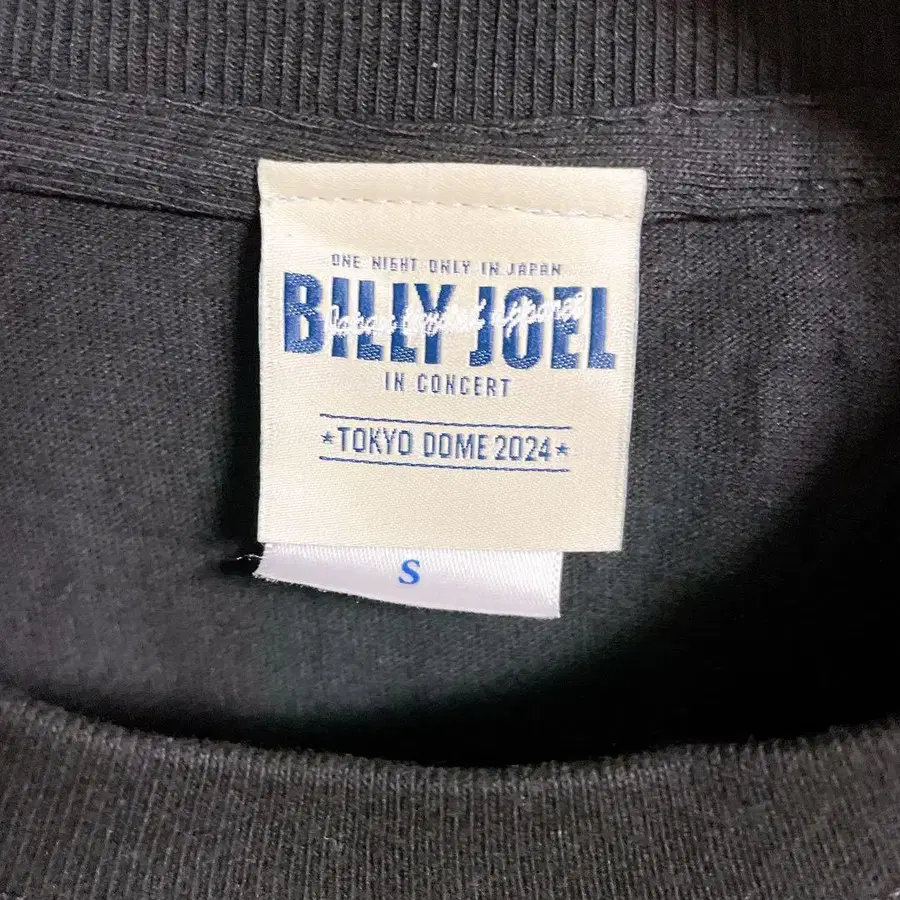 ONE NIGHT ONLY IN JAPAN
BILLY JOEL
IN CONCERT
★TOKYO DOME 2024★
S